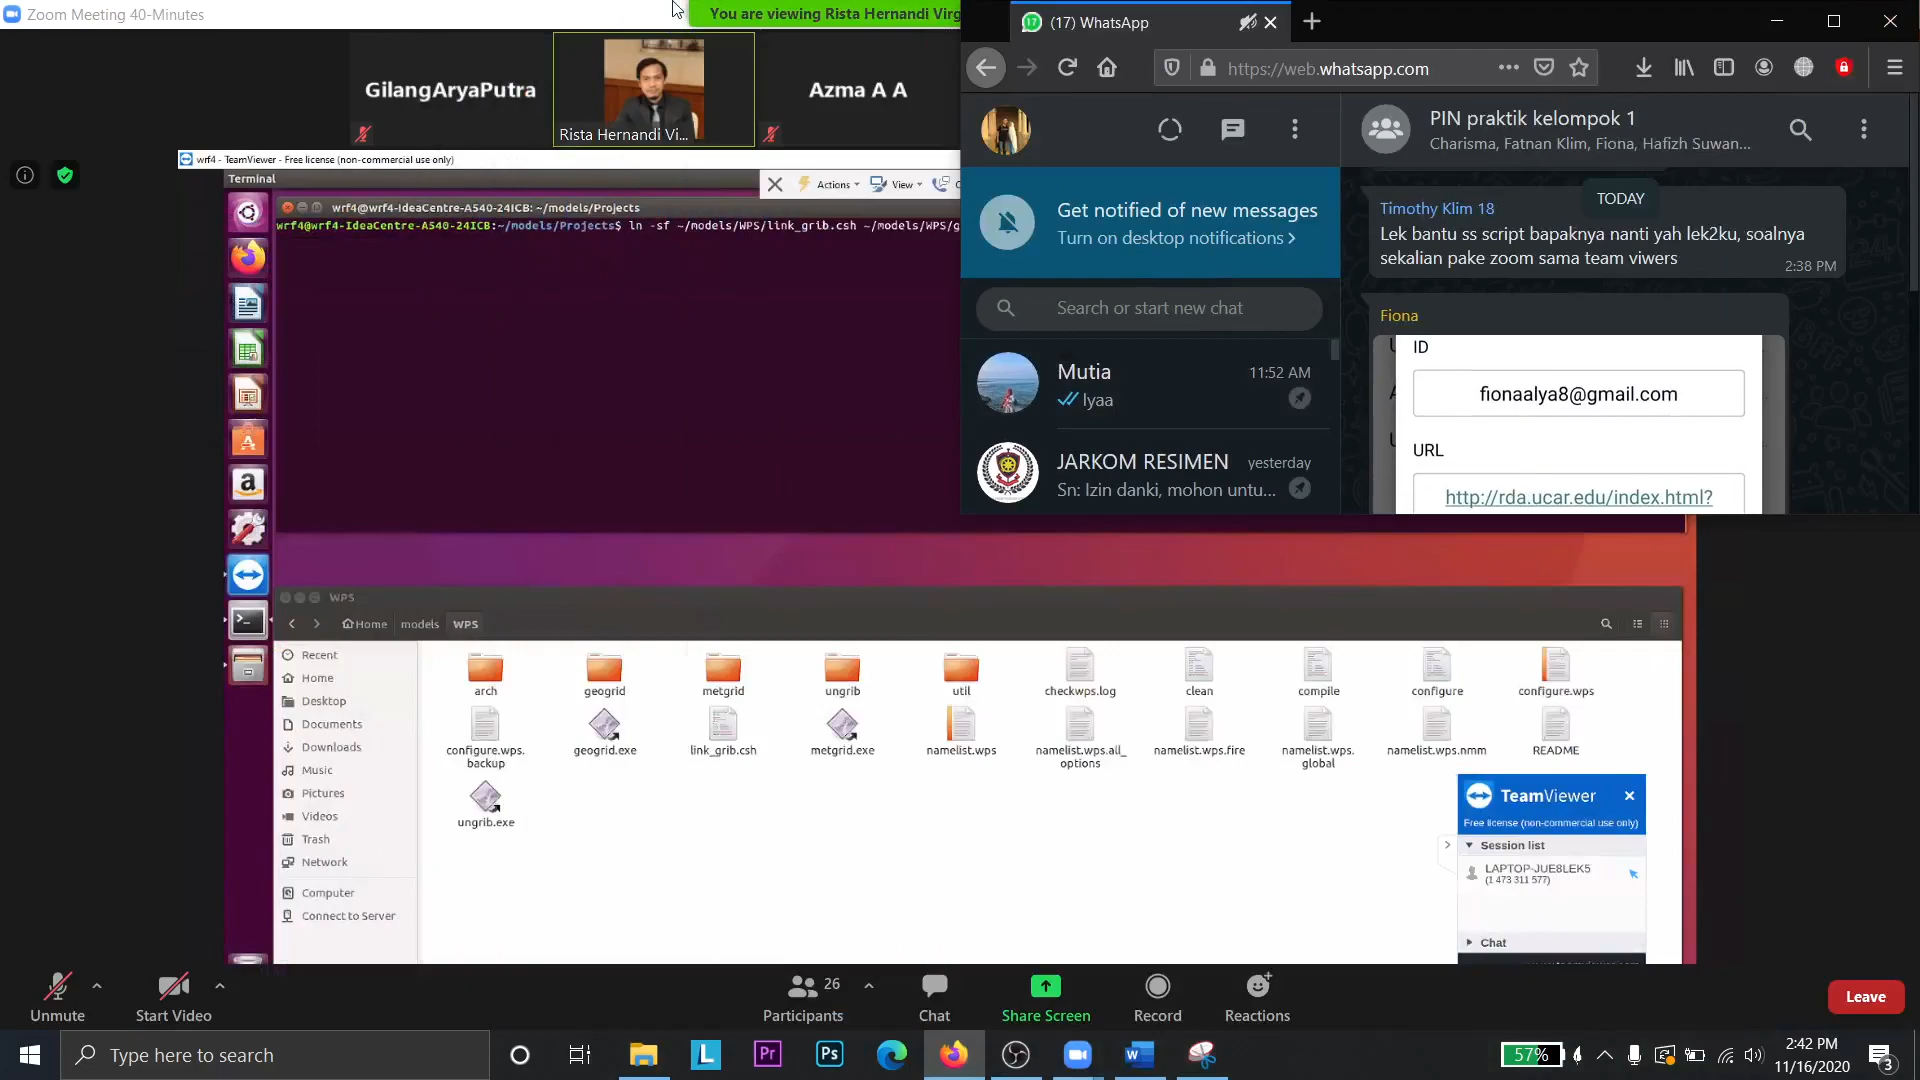 Zoom Meeting 40-Minutes
You are viewing Rista Hernandi Virg
GilangAryaPutra
Rista Hernandi Vi...
Azma A A
wrf4 - TeamViewer - Free license (non-commercial use only)
Terminal
Actions
View
wrf4@wrf4-IdeaCentre-A540-24ICB: ~/models/Projects
wrf4@wrf4-IdeaCentre-A540-24ICB:~/models/Projects$ ln -sf ~/models/WPS/link_grib.csh ~/models/WPS/g
(17) WhatsApp
https://web.whatsapp.com
PIN praktik kelompok 1
Charisma, Fatnan Klim, Fiona, Hafizh Suwan...
Get notified of new messages
Turn on desktop notifications
Search or start new chat
Mutia
11:52 AM
Iyaa
JARKOM RESIMEN
yesterday
Sn: Izin danki, mohon untu...
TODAY
Timothy Klim 18
Lek bantu ss script bapaknya nanti yah lek2ku, soalnya
sekalian pake zoom sama team viwers
2:38 PM
Fiona
ID
fionaalya8@gmail.com
URL
http://rda.ucar.edu/index.html?
WPS
Home
models
WPS
Recent
Home
Desktop
Documents
Downloads
Music
Pictures
Videos
Trash
Network
Computer
Connect to Server
arch
geogrid
metgrid
ungrib
util
checkwps.log
clean
compile
configure
configure.wps
configure.wps.
backup
geogrid.exe
link_grib.csh
metgrid.exe
namelist.wps
namelist.wps.all_
options
namelist.wps.fire
namelist.wps.
global
namelist.wps.nmm
README
ungrib.exe
TeamViewer
Free license (non-commercial use only)
Session list
LAPTOP-JUE8LEK5
(1 473 311 577)
Chat
Unmute
Start Video
26
Participants
Chat
Share Screen
Record
Reactions
Leave
Type here to search
57%
2:42 PM
11/16/2020
3